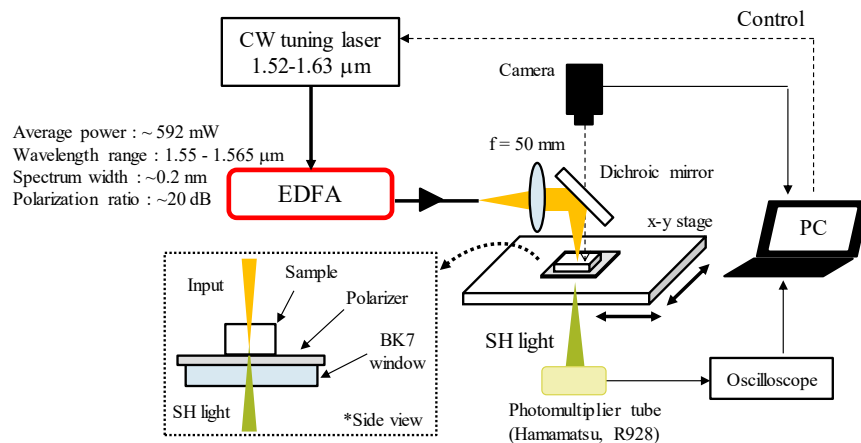 Control
CW tuning laser
1.52-1.63 μm
Camera
Average power : ~ 592 mW
Wavelength range : 1.55 - 1.565 μm
Spectrum width : ~0.2 nm
Polarization ratio : ~20 dB
EDFA
f = 50 mm
Dichroic mirror
x-y stage
PC
Input
Sample
Polarizer
BK7
window
SH light
*Side view
SH light
Photomultiplier tube
(Hamamatsu, R928)
Oscilloscope